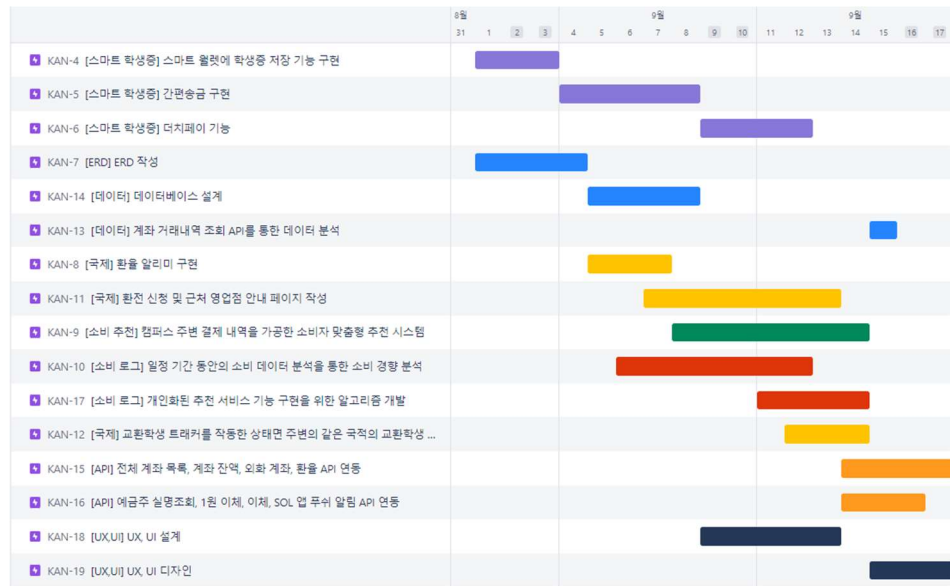 8월 9월 9월
31 1 2 3 4 5 6 7 8 9 10 11 12 13 14 15 16 17
KAN-4 [스마트 학생증] 스마트 월렛에 학생증 저장 기능 구현
KAN-5 [스마트 학생증] 간편송금 구현
KAN-6 [스마트 학생증] 더치페이 기능
KAN-7 [ERD] ERD 작성
KAN-14 [데이터] 데이터베이스 설계
KAN-13 [데이터] 계좌 거래내역 조회 API를 통한 데이터 분석
KAN-8 [국제] 환율 알리미 구현
KAN-11 [국제] 환전 신청 및 근처 영업점 안내 페이지 작성
KAN-9 [소비 추천] 캠퍼스 주변 결제 내역을 가공한 소비자 맞춤형 추천 시스템
KAN-10 [소비 로그] 일정 기간 동안의 소비 데이터 분석을 통한 소비 경향 분석
KAN-17 [소비 로그] 개인화된 추천 서비스 기능 구현을 위한 알고리즘 개발
KAN-12 [국제] 교환학생 트래커를 작동한 상태면 주변의 같은 국적의 교환학생 ...
KAN-15 [API] 전체 계좌 목록, 계좌 잔액, 외화 계좌, 환율 API 연동
KAN-16 [API] 예금주 실명조회, 1원 이체, 이체, SOL 앱 푸쉬 알림 API 연동
KAN-18 [UX,UI] UX, UI 설계
KAN-19 [UX,UI] UX, UI 디자인